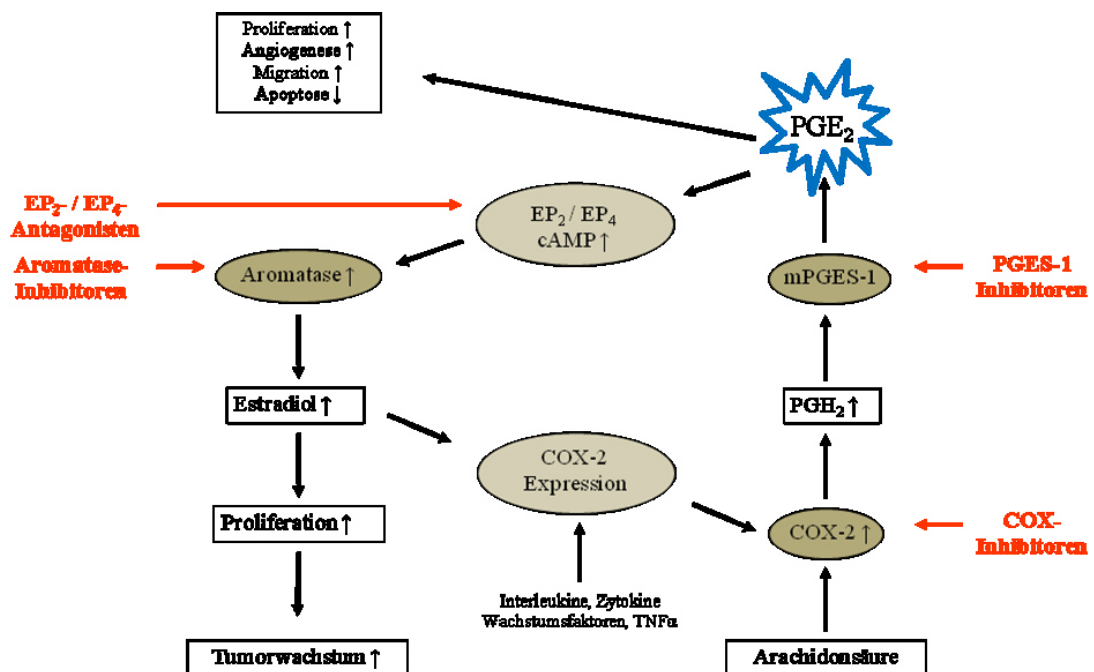 Proliferation ↑
Angiogenese ↑
Migration ↑
Apoptose ↓
PGE₂
EP₂- / EP₄-
Antagonisten
EP₂ / EP₄
cAMP ↑
Aromatase-
Inhibitoren
Aromatase ↑
mPGES-1
PGES-1
Inhibitoren
Estradiol ↑
PGH₂ ↑
COX-2
Expression
Proliferation ↑
COX-2 ↑
COX-
Inhibitoren
Interleukine, Zytokine
Wachstumsfaktoren, TNFα
Tumorwachstum ↑
Arachidonsäure